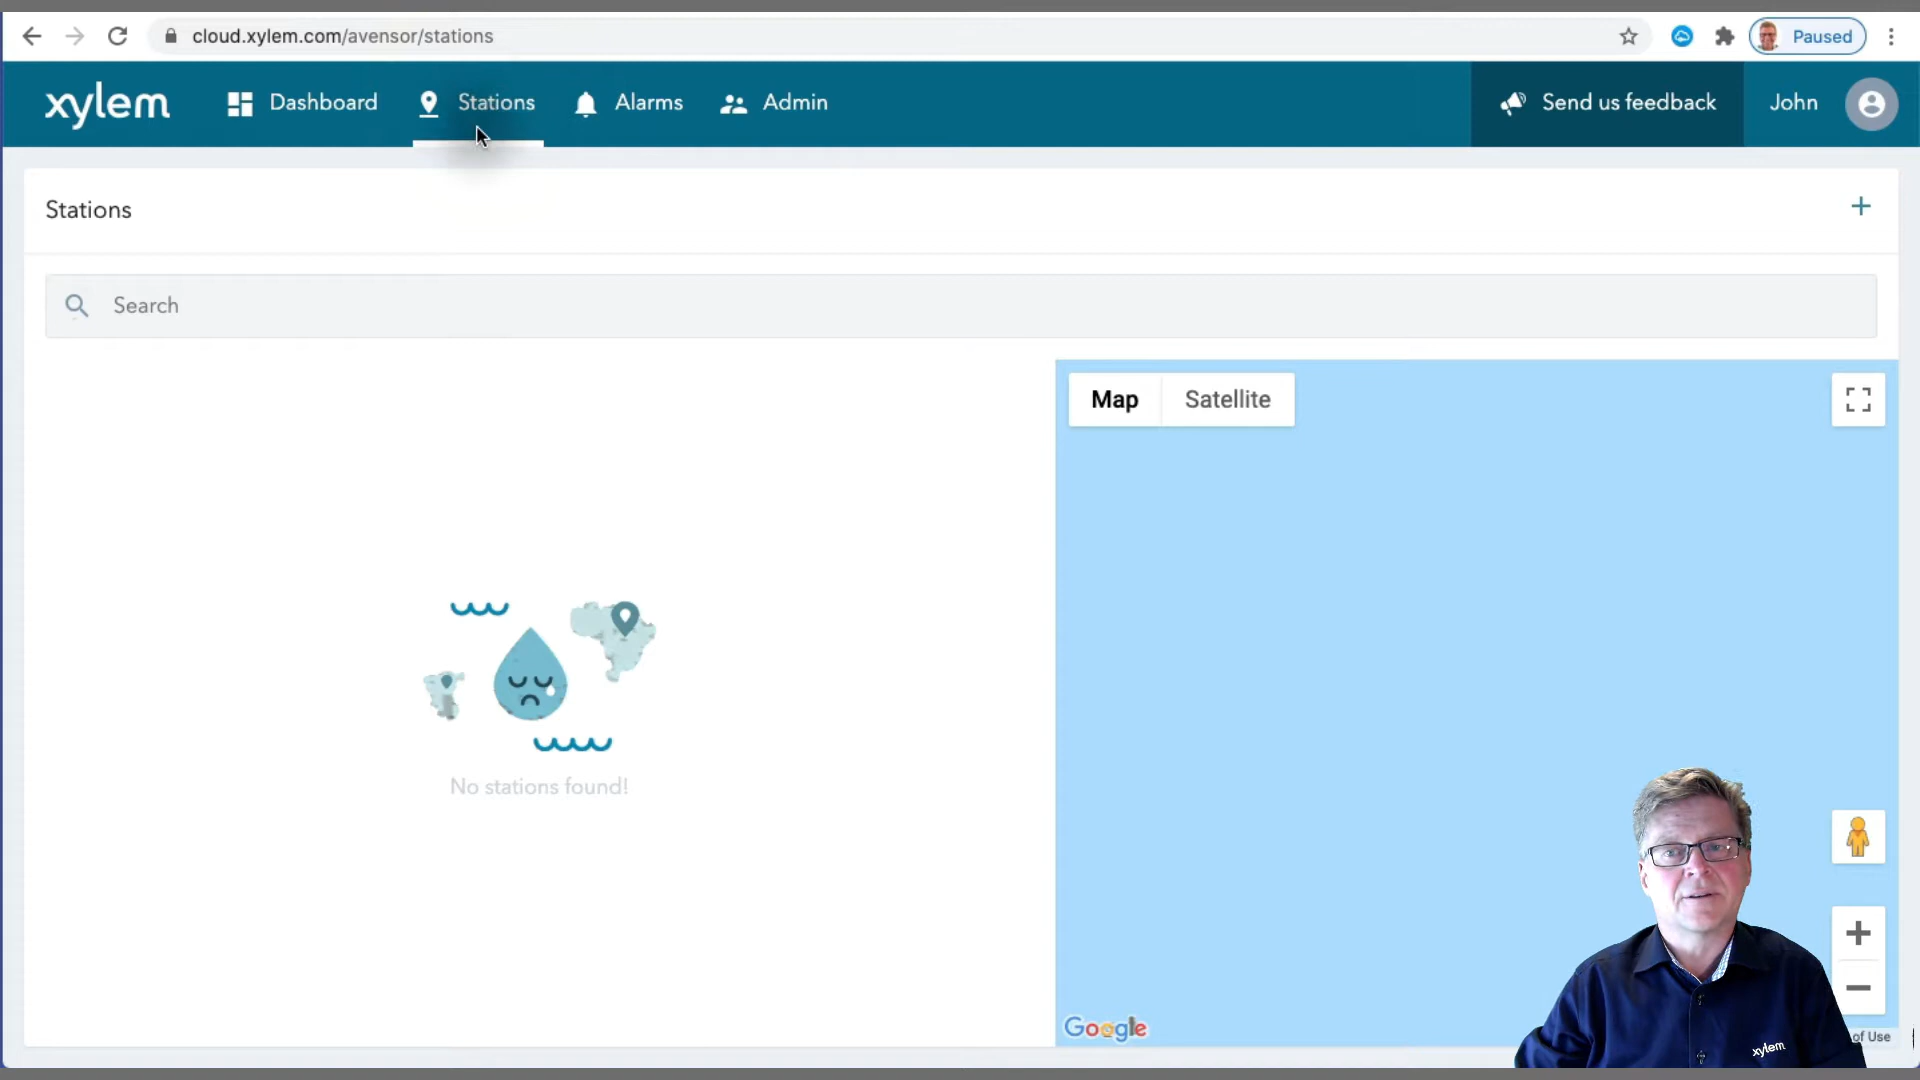 cloud.xylem.com/avensor/stations
Paused
xylem
Dashboard
Stations
Alarms
Admin
Send us feedback
John
Stations
Search
Map
Satellite
No stations found!
Google
of Use
xylem